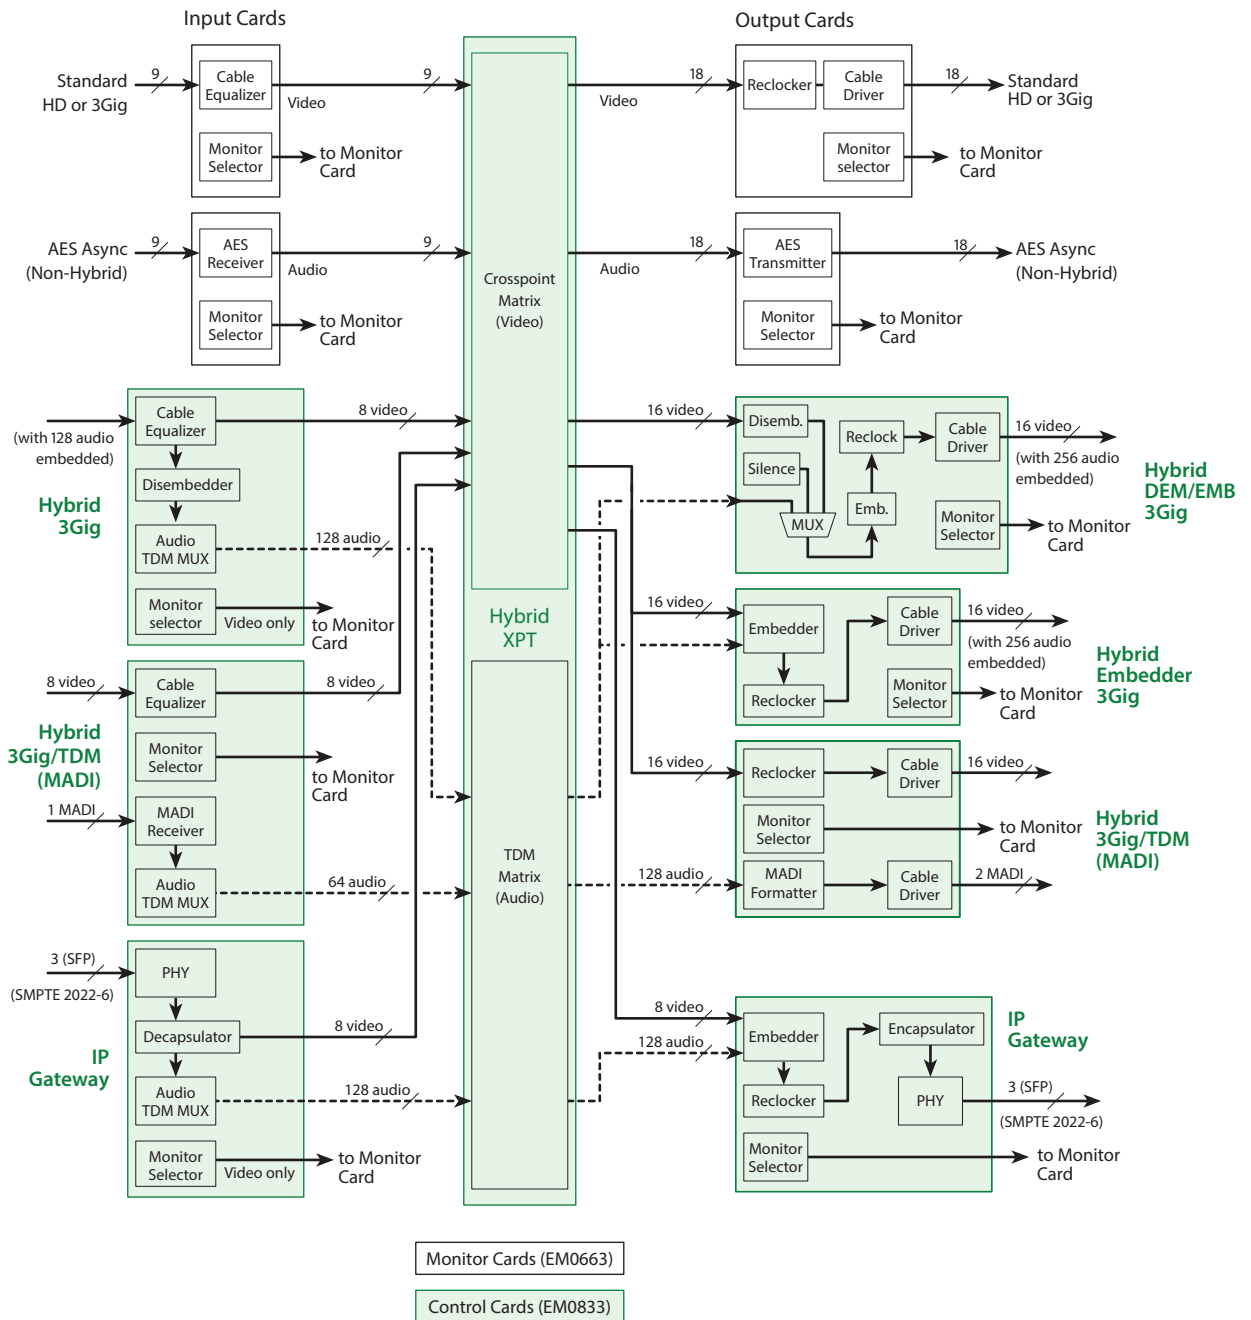 Input Cards
Output Cards
Standard
HD or 3Gig
9
Cable
Equalizer
Video
9
Monitor
Selector
to Monitor
Card
AES Async
(Non-Hybrid)
9
AES
Receiver
Audio
9
Monitor
Selector
to Monitor
Card
(with 128 audio
embedded)
Hybrid
3Gig
Cable
Equalizer
8 video
Disembedder
Audio
TDM MUX
128 audio
Monitor
selector
Video only
to Monitor
Card
8 video
Hybrid
3Gig/TDM
(MADI)
1 MADI
Cable
Equalizer
8 video
Monitor
Selector
to Monitor
Card
MADI
Receiver
Audio
TDM MUX
64 audio
3 (SFP)
(SMPTE 2022-6)
IP
Gateway
PHY
Decapsulator
8 video
Audio
TDM MUX
128 audio
Monitor
Selector
Video only
to Monitor
Card
Crosspoint
Matrix
(Video)
Hybrid
XPT
TDM
Matrix
(Audio)
18
Video
Reclocker
Cable
Driver
18
Standard
HD or 3Gig
Monitor
selector
to Monitor
Card
18
Audio
AES
Transmitter
18
AES Async
(Non-Hybrid)
Monitor
Selector
to Monitor
Card
16 video
Disemb.
Silence
MUX
Emb.
Reclock
Cable
Driver
16 video
(with 256 audio
embedded)
Monitor
Selector
to Monitor
Card
Hybrid
DEM/EMB
3Gig
16 video
Embedder
Reclocker
Cable
Driver
16 video
(with 256 audio
embedded)
Monitor
Selector
to Monitor
Card
Hybrid
Embedder
3Gig
16 video
Reclocker
Cable
Driver
16 video
Monitor
Selector
to Monitor
Card
128 audio
MADI
Formatter
Cable
Driver
2 MADI
Hybrid
3Gig/TDM
(MADI)
8 video
128 audio
Embedder
Reclocker
Encapsulator
PHY
3 (SFP)
(SMPTE 2022-6)
IP
Gateway
Monitor
Selector
to Monitor
Card
Monitor Cards (EM0663)
Control Cards (EM0833)